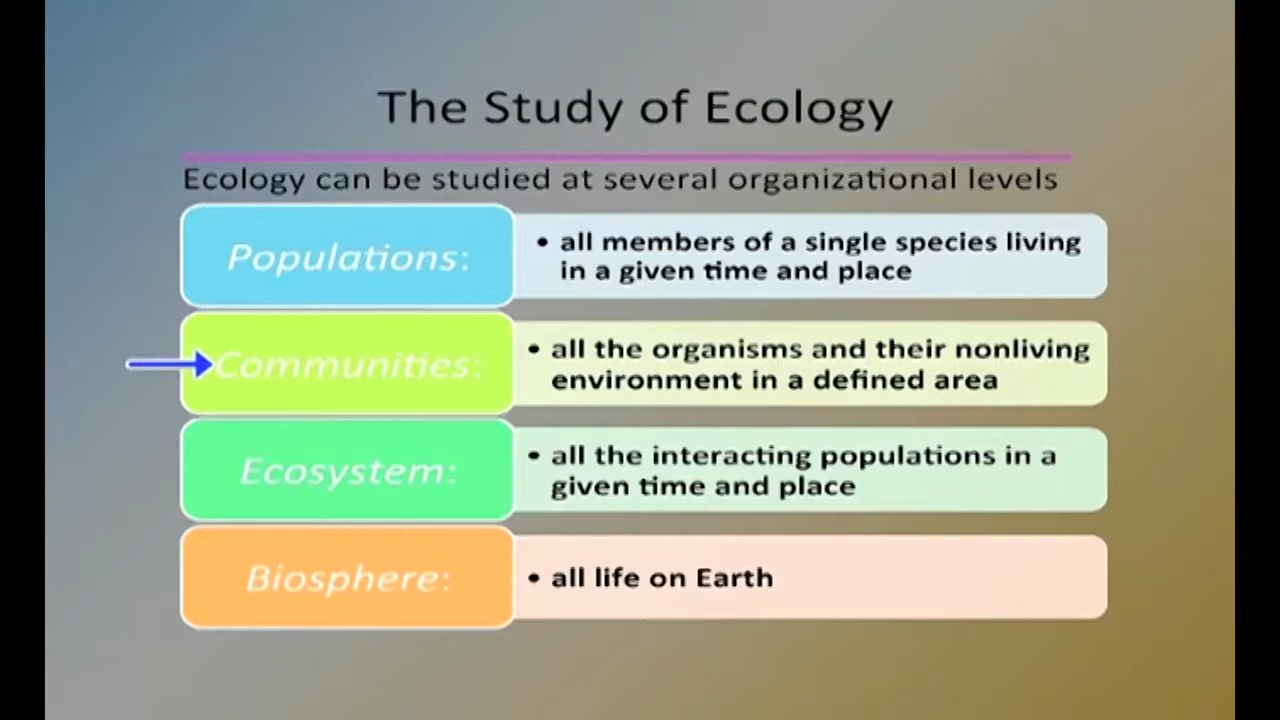 The Study of Ecology
Ecology can be studied at several organizational levels
Populations:
• all members of a single species living
in a given time and place
Communities:
• all the organisms and their nonliving
environment in a defined area
Ecosystem:
• all the interacting populations in a
given time and place
Biosphere:
• all life on Earth